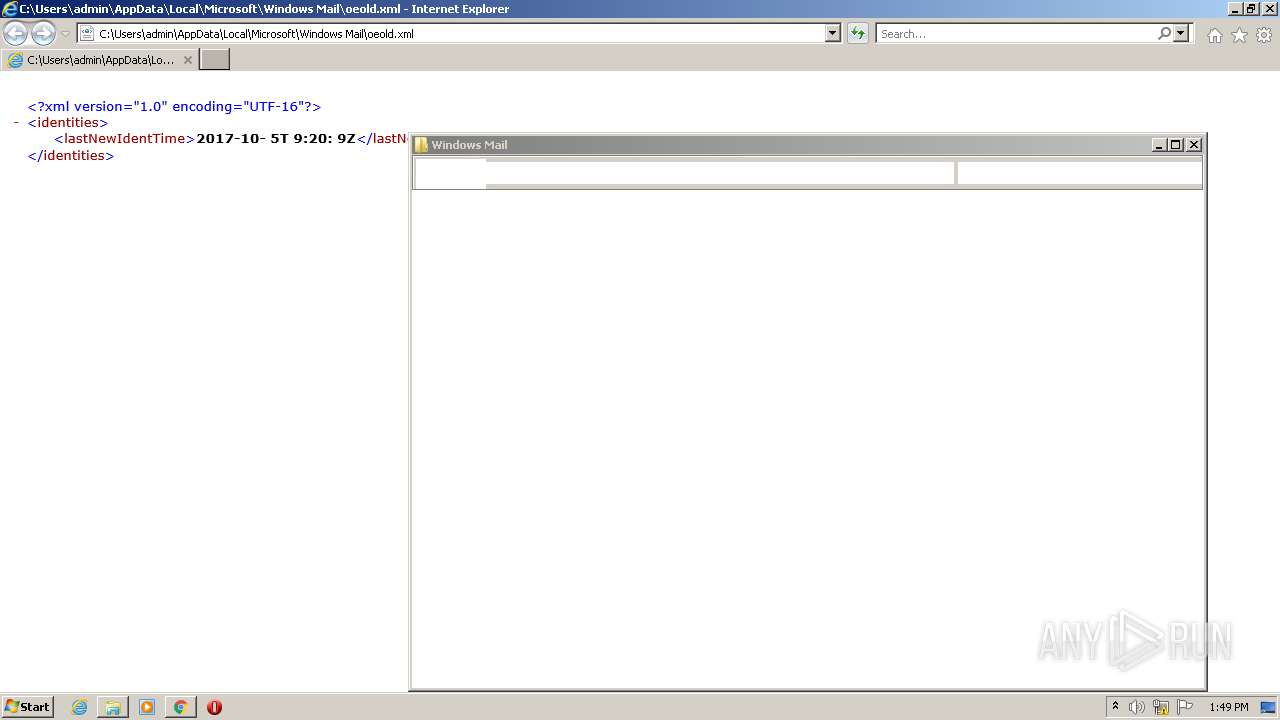 C:\Users\admin\AppData\Local\Microsoft\Windows Mail\oeold.xml - Internet Explorer
C:\Users\admin\AppData\Local\Microsoft\Windows Mail\oeold.xml
Search...
C:\Users\admin\AppData\Lo...
<?xml version="1.0" encoding="UTF-16"?>
- <identities>
<lastNewIdentTime>2017-10- 5T 9:20: 9Z</lastNe
</identities>
Windows Mail
ANY RUN
Start
1:49 PM